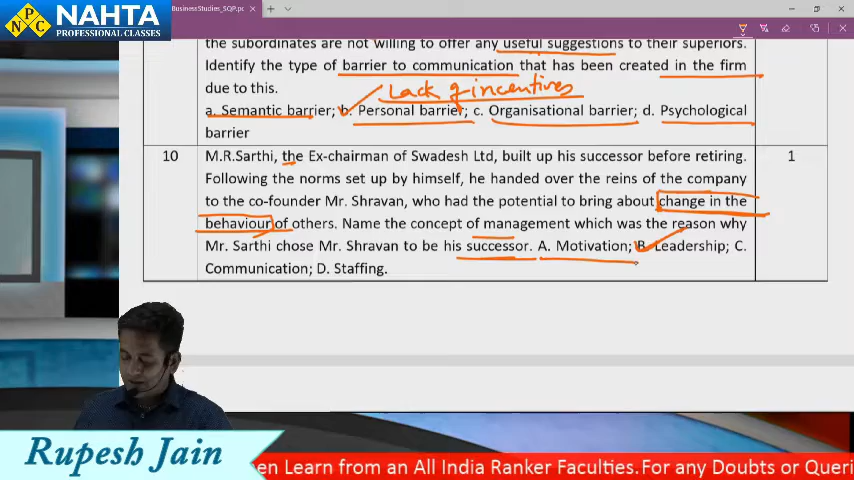 NPC
NAHTA
PROFESSIONAL CLASSES
BusinessStudies_SQP.pc
the subordinates are not willing to offer any useful suggestions to their superiors.
Identify the type of barrier to communication that has been created in the firm
due to this.
Lack of incentives
a. Semantic barrier; b. Personal barrier; c. Organisational barrier; d. Psychological
barrier
10 M.R.Sarthi, the Ex-chairman of Swadesh Ltd, built up his successor before retiring. 1
Following the norms set up by himself, he handed over the reins of the company
to the co-founder Mr. Shravan, who had the potential to bring about change in the
behaviour of others. Name the concept of management which was the reason why
Mr. Sarthi chose Mr. Shravan to be his successor. A. Motivation; B. Leadership; C.
Communication; D. Staffing.
Rupesh Jain
en Learn from an All India Ranker Faculties.For any Doubts or Queri